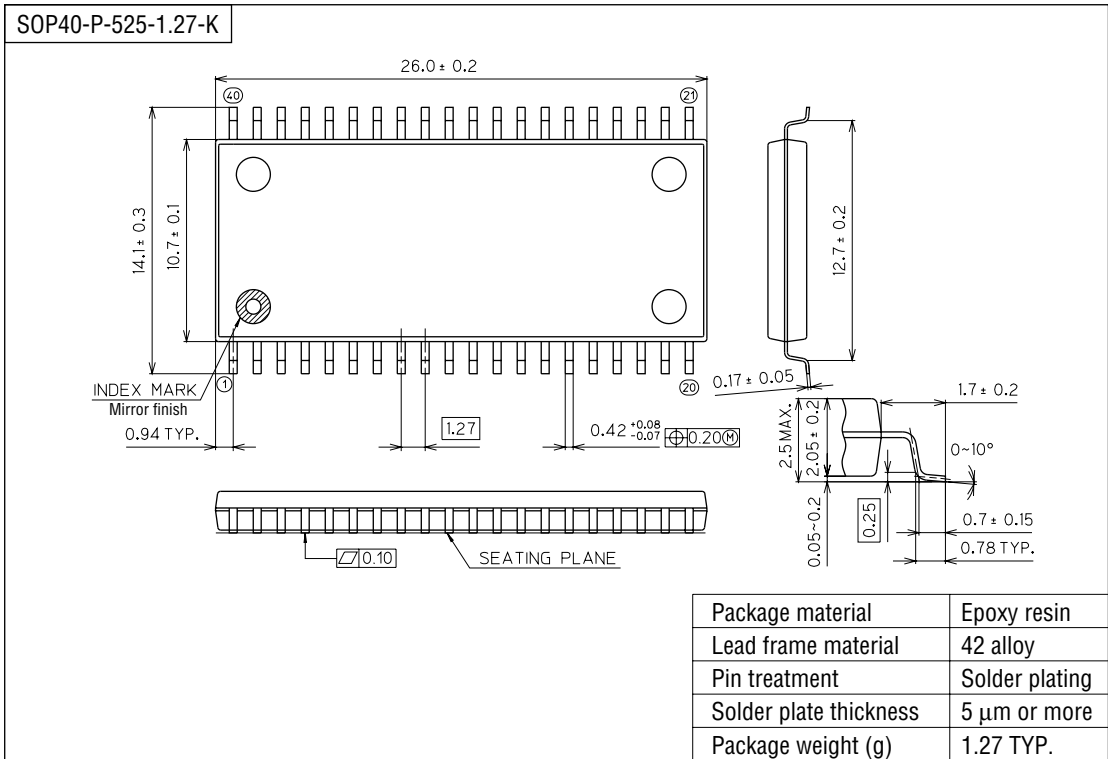 SOP40-P-525-1.27-K
26.0 ± 0.2
40
21
14.1 ± 0.3
10.7 ± 0.1
12.7 ± 0.2
INDEX MARK
Mirror finish
1
20
0.94 TYP.
1.27
0.42 +0.08 -0.07
⌖ 0.20 Ⓜ
0.17 ± 0.05
1.7 ± 0.2
2.5 MAX.
2.05 ± 0.2
0~10°
0.05~0.2
0.25
0.7 ± 0.15
0.78 TYP.
⏥ 0.10
SEATING PLANE
Package material Epoxy resin
Lead frame material 42 alloy
Pin treatment Solder plating
Solder plate thickness 5 μm or more
Package weight (g) 1.27 TYP.